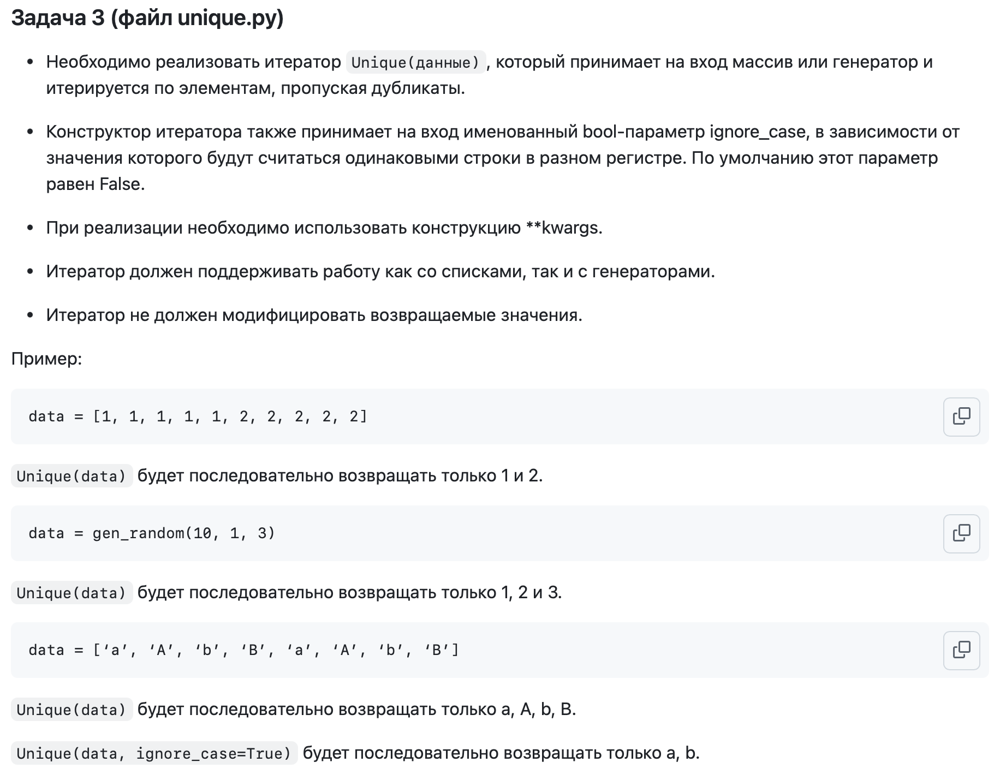 Задача 3 (файл unique.py)
• Необходимо реализовать итератор Unique(данные), который принимает на вход массив или генератор и
итерируется по элементам, пропуская дубликаты.
• Конструктор итератора также принимает на вход именованный bool-параметр ignore_case, в зависимости от
значения которого будут считаться одинаковыми строки в разном регистре. По умолчанию этот параметр
равен False.
• При реализации необходимо использовать конструкцию **kwargs.
• Итератор должен поддерживать работу как со списками, так и с генераторами.
• Итератор не должен модифицировать возвращаемые значения.
Пример:
data = [1, 1, 1, 1, 1, 2, 2, 2, 2, 2]
Unique(data) будет последовательно возвращать только 1 и 2.
data = gen_random(10, 1, 3)
Unique(data) будет последовательно возвращать только 1, 2 и 3.
data = [‘a’, ‘A’, ‘b’, ‘B’, ‘a’, ‘A’, ‘b’, ‘B’]
Unique(data) будет последовательно возвращать только a, A, b, B.
Unique(data, ignore_case=True) будет последовательно возвращать только a, b.